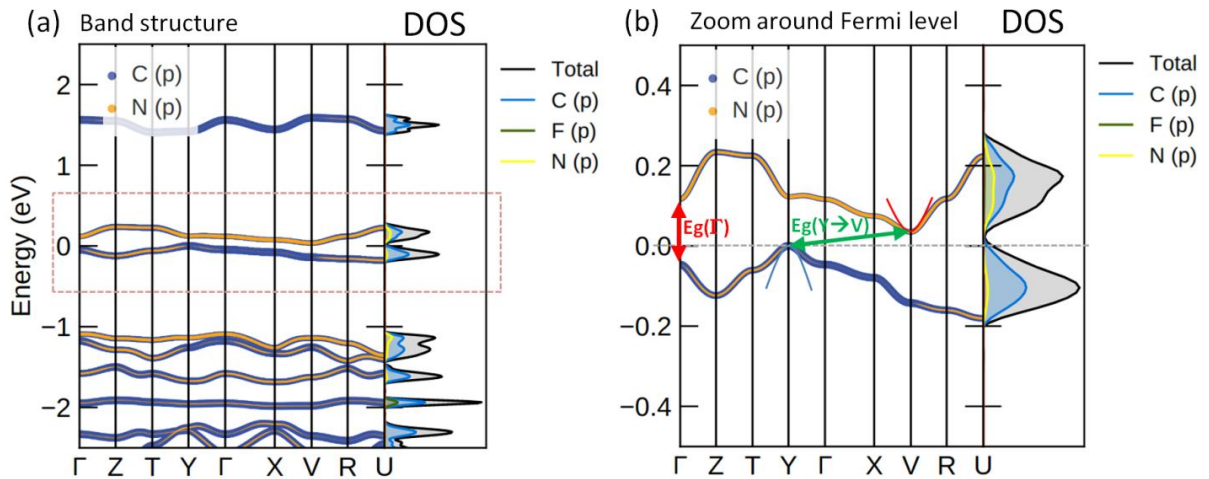 (a) Band structure DOS
2
1
0
−1
−2
Energy (eV)
C (p)
N (p)
Γ Z T Y Γ X V R U
Total
C (p)
F (p)
N (p)
(b) Zoom around Fermi level DOS
0.4
0.2
0.0
−0.2
−0.4
C (p)
N (p)
Eg(Γ)
Eg(Y→V)
Γ Z T Y Γ X V R U
Total
C (p)
F (p)
N (p)